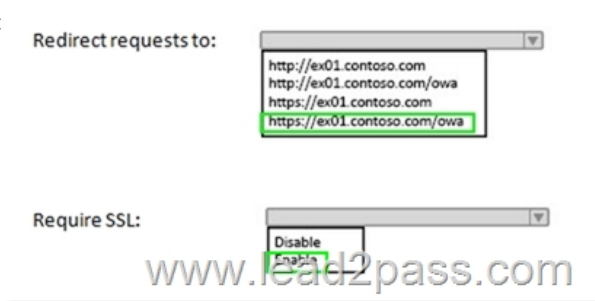 Redirect requests to:
http://ex01.contoso.com
http://ex01.contoso.com/owa
https://ex01.contoso.com
https://ex01.contoso.com/owa
Require SSL:
Disable
Enable
www.lead2pass.com